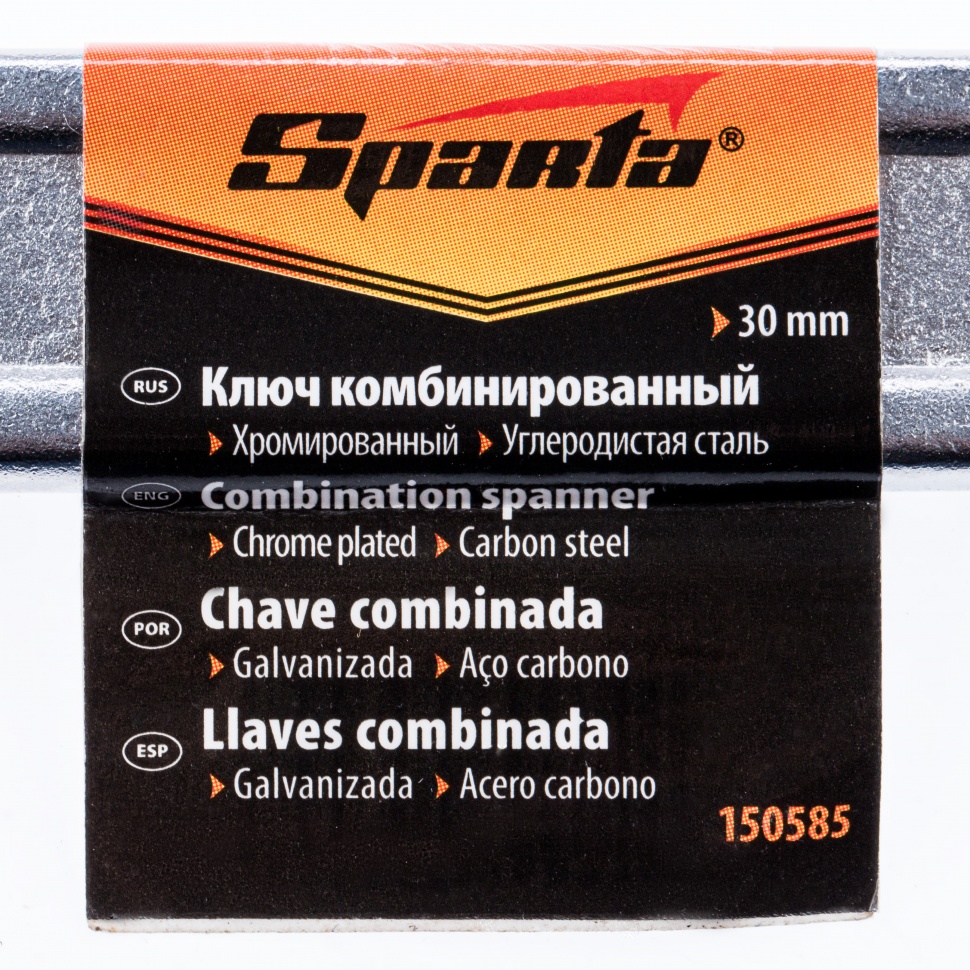 Sparta®
30 mm
RUS Ключ комбинированный
Хромированный Углеродистая сталь
ENG Combination spanner
Chrome plated Carbon steel
POR Chave combinada
Galvanizada Aço carbono
ESP Llaves combinada
Galvanizada Acero carbono
150585